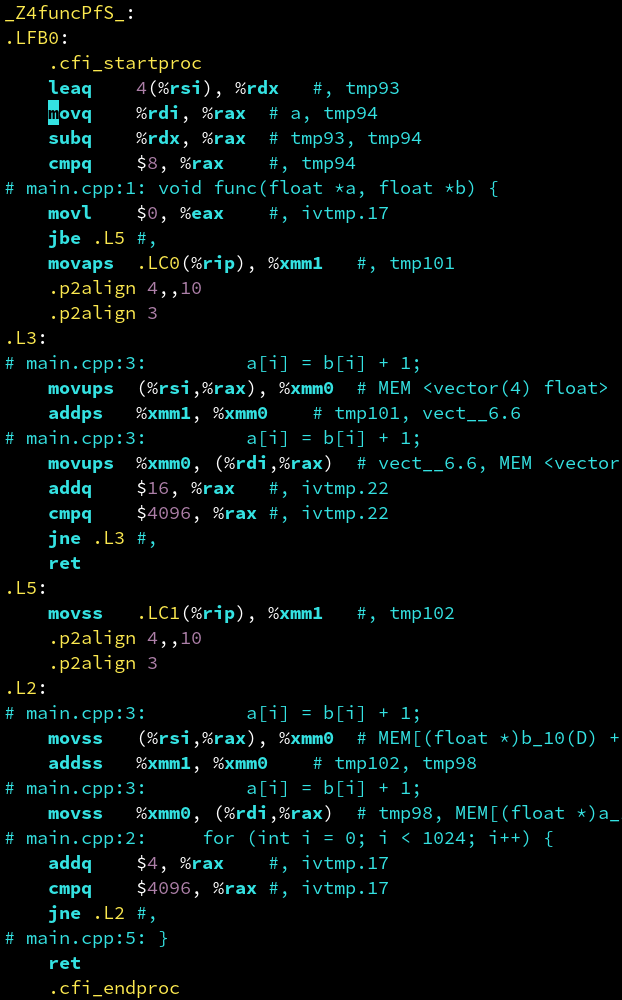 _Z4funcPfS_:
.LFB0:
    .cfi_startproc
    leaq    4(%rsi), %rdx   #, tmp93
    movq    %rdi, %rax  # a, tmp94
    subq    %rdx, %rax  # tmp93, tmp94
    cmpq    $8, %rax    #, tmp94
# main.cpp:1: void func(float *a, float *b) {
    movl    $0, %eax    #, ivtmp.17
    jbe .L5 #,
    movaps  .LC0(%rip), %xmm1   #, tmp101
    .p2align 4,,10
    .p2align 3
.L3:
# main.cpp:3:         a[i] = b[i] + 1;
    movups  (%rsi,%rax), %xmm0  # MEM <vector(4) float>
    addps   %xmm1, %xmm0    # tmp101, vect__6.6
# main.cpp:3:         a[i] = b[i] + 1;
    movups  %xmm0, (%rdi,%rax)  # vect__6.6, MEM <vector
    addq    $16, %rax   #, ivtmp.22
    cmpq    $4096, %rax #, ivtmp.22
    jne .L3 #,
    ret
.L5:
    movss   .LC1(%rip), %xmm1   #, tmp102
    .p2align 4,,10
    .p2align 3
.L2:
# main.cpp:3:         a[i] = b[i] + 1;
    movss   (%rsi,%rax), %xmm0  # MEM[(float *)b_10(D) +
    addss   %xmm1, %xmm0    # tmp102, tmp98
# main.cpp:3:         a[i] = b[i] + 1;
    movss   %xmm0, (%rdi,%rax)  # tmp98, MEM[(float *)a_
# main.cpp:2:     for (int i = 0; i < 1024; i++) {
    addq    $4, %rax    #, ivtmp.17
    cmpq    $4096, %rax #, ivtmp.17
    jne .L2 #,
# main.cpp:5: }
    ret
    .cfi_endproc